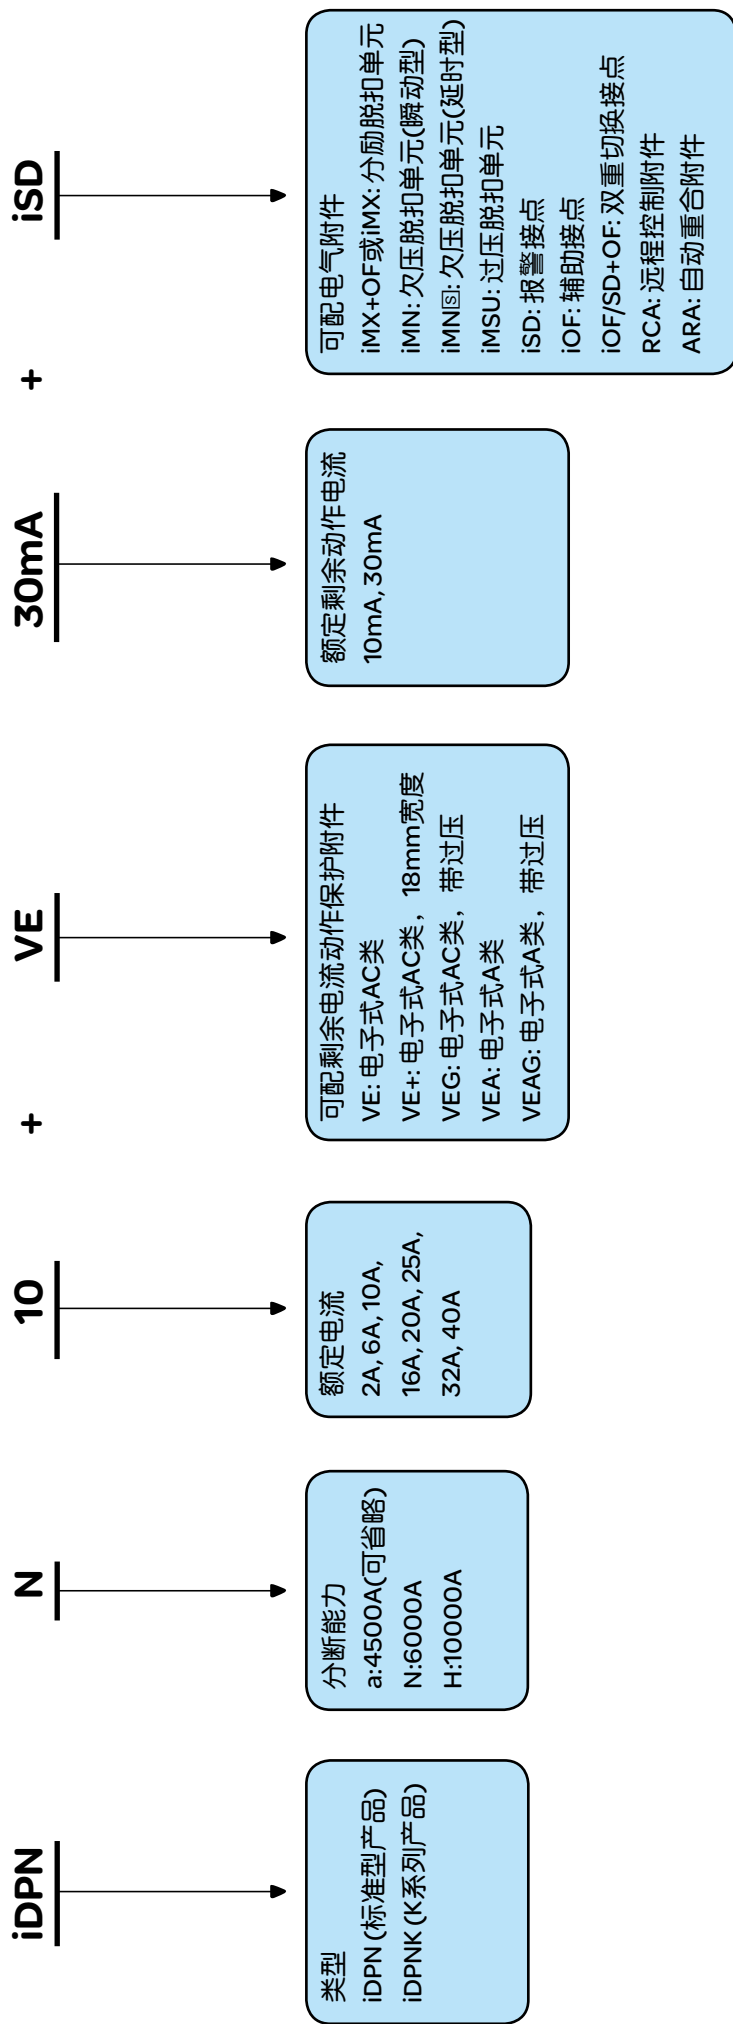 iDPN N 10 + VE 30mA + iSD
类型
iDPN (标准型产品)
iDPNK (K系列产品)
分断能力
a:4500A(可省略)
N:6000A
H:10000A
额定电流
2A, 6A, 10A,
16A, 20A, 25A,
32A, 40A
可配剩余电流动作保护附件
VE: 电子式AC类
VE+: 电子式AC类，18mm宽度
VEG: 电子式AC类，带过压
VEA: 电子式A类
VEAG: 电子式A类，带过压
额定剩余动作电流
10mA, 30mA
可配电气附件
iMX+OF或iMX: 分励脱扣单元
iMN: 欠压脱扣单元(瞬动型)
iMN🅂: 欠压脱扣单元(延时型)
iMSU: 过压脱扣单元
iSD: 报警接点
iOF: 辅助接点
iOF/SD+OF: 双重切换接点
RCA: 远程控制附件
ARA: 自动重合附件